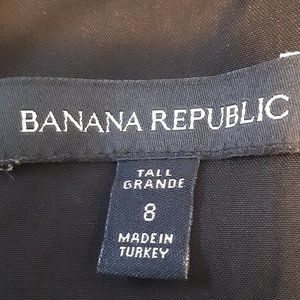 BANANA REPUBLIC
TALL
GRANDE
8
MADE IN
TURKEY